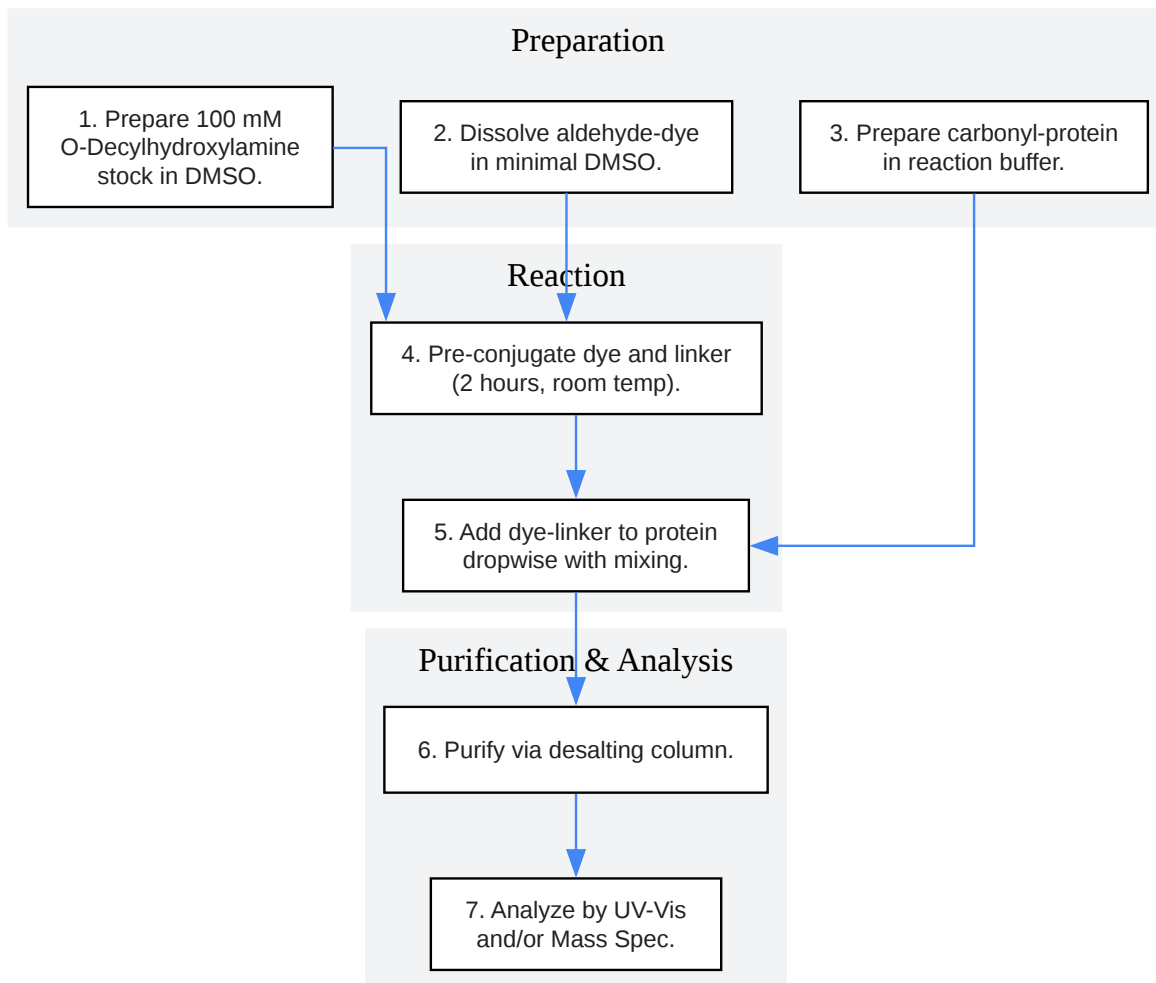 Preparation
1. Prepare 100 mM
O-Decylhydroxylamine
stock in DMSO.
2. Dissolve aldehyde-dye
in minimal DMSO.
3. Prepare carbonyl-protein
in reaction buffer.
Reaction
4. Pre-conjugate dye and linker
(2 hours, room temp).
5. Add dye-linker to protein
dropwise with mixing.
Purification & Analysis
6. Purify via desalting column.
7. Analyze by UV-Vis
and/or Mass Spec.